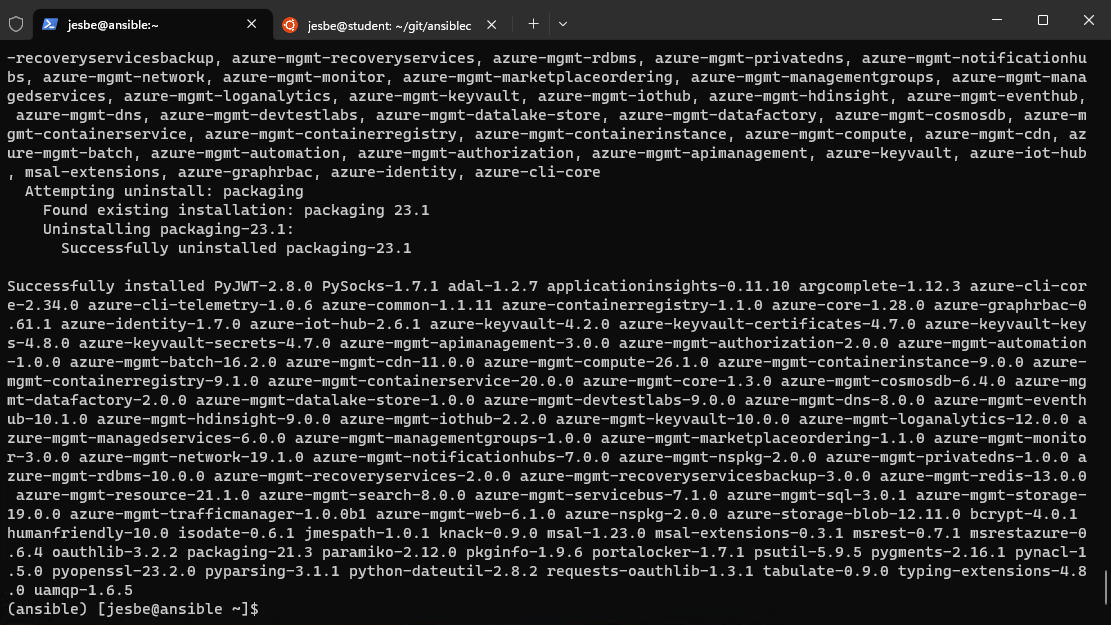 jesbe@ansible:~
jesbe@student: ~/git/ansiblec
-recoveryservicesbackup, azure-mgmt-recoveryservices, azure-mgmt-rdbms, azure-mgmt-privatedns, azure-mgmt-notificationhu
bs, azure-mgmt-network, azure-mgmt-monitor, azure-mgmt-marketplaceordering, azure-mgmt-managementgroups, azure-mgmt-mana
gedservices, azure-mgmt-loganalytics, azure-mgmt-keyvault, azure-mgmt-iothub, azure-mgmt-hdinsight, azure-mgmt-eventhub,
 azure-mgmt-dns, azure-mgmt-devtestlabs, azure-mgmt-datalake-store, azure-mgmt-datafactory, azure-mgmt-cosmosdb, azure-m
gmt-containerservice, azure-mgmt-containerregistry, azure-mgmt-containerinstance, azure-mgmt-compute, azure-mgmt-cdn, az
ure-mgmt-batch, azure-mgmt-automation, azure-mgmt-authorization, azure-mgmt-apimanagement, azure-keyvault, azure-iot-hub
, msal-extensions, azure-graphrbac, azure-identity, azure-cli-core
  Attempting uninstall: packaging
    Found existing installation: packaging 23.1
    Uninstalling packaging-23.1:
      Successfully uninstalled packaging-23.1
Successfully installed PyJWT-2.8.0 PySocks-1.7.1 adal-1.2.7 applicationinsights-0.11.10 argcomplete-1.12.3 azure-cli-cor
e-2.34.0 azure-cli-telemetry-1.0.6 azure-common-1.1.11 azure-containerregistry-1.1.0 azure-core-1.28.0 azure-graphrbac-0
.61.1 azure-identity-1.7.0 azure-iot-hub-2.6.1 azure-keyvault-4.2.0 azure-keyvault-certificates-4.7.0 azure-keyvault-key
s-4.8.0 azure-keyvault-secrets-4.7.0 azure-mgmt-apimanagement-3.0.0 azure-mgmt-authorization-2.0.0 azure-mgmt-automation
-1.0.0 azure-mgmt-batch-16.2.0 azure-mgmt-cdn-11.0.0 azure-mgmt-compute-26.1.0 azure-mgmt-containerinstance-9.0.0 azure-
mgmt-containerregistry-9.1.0 azure-mgmt-containerservice-20.0.0 azure-mgmt-core-1.3.0 azure-mgmt-cosmosdb-6.4.0 azure-mg
mt-datafactory-2.0.0 azure-mgmt-datalake-store-1.0.0 azure-mgmt-devtestlabs-9.0.0 azure-mgmt-dns-8.0.0 azure-mgmt-eventh
ub-10.1.0 azure-mgmt-hdinsight-9.0.0 azure-mgmt-iothub-2.2.0 azure-mgmt-keyvault-10.0.0 azure-mgmt-loganalytics-12.0.0 a
zure-mgmt-managedservices-6.0.0 azure-mgmt-managementgroups-1.0.0 azure-mgmt-marketplaceordering-1.1.0 azure-mgmt-monito
r-3.0.0 azure-mgmt-network-19.1.0 azure-mgmt-notificationhubs-7.0.0 azure-mgmt-nspkg-2.0.0 azure-mgmt-privatedns-1.0.0 a
zure-mgmt-rdbms-10.0.0 azure-mgmt-recoveryservices-2.0.0 azure-mgmt-recoveryservicesbackup-3.0.0 azure-mgmt-redis-13.0.0
 azure-mgmt-resource-21.1.0 azure-mgmt-search-8.0.0 azure-mgmt-servicebus-7.1.0 azure-mgmt-sql-3.0.1 azure-mgmt-storage-
19.0.0 azure-mgmt-trafficmanager-1.0.0b1 azure-mgmt-web-6.1.0 azure-nspkg-2.0.0 azure-storage-blob-12.11.0 bcrypt-4.0.1
humanfriendly-10.0 isodate-0.6.1 jmespath-1.0.1 knack-0.9.0 msal-1.23.0 msal-extensions-0.3.1 msrest-0.7.1 msrestazure-0
.6.4 oauthlib-3.2.2 packaging-21.3 paramiko-2.12.0 pkginfo-1.9.6 portalocker-1.7.1 psutil-5.9.5 pygments-2.16.1 pynacl-1
.5.0 pyopenssl-23.2.0 pyparsing-3.1.1 python-dateutil-2.8.2 requests-oauthlib-1.3.1 tabulate-0.9.0 typing-extensions-4.8
.0 uamqp-1.6.5
(ansible) [jesbe@ansible ~]$